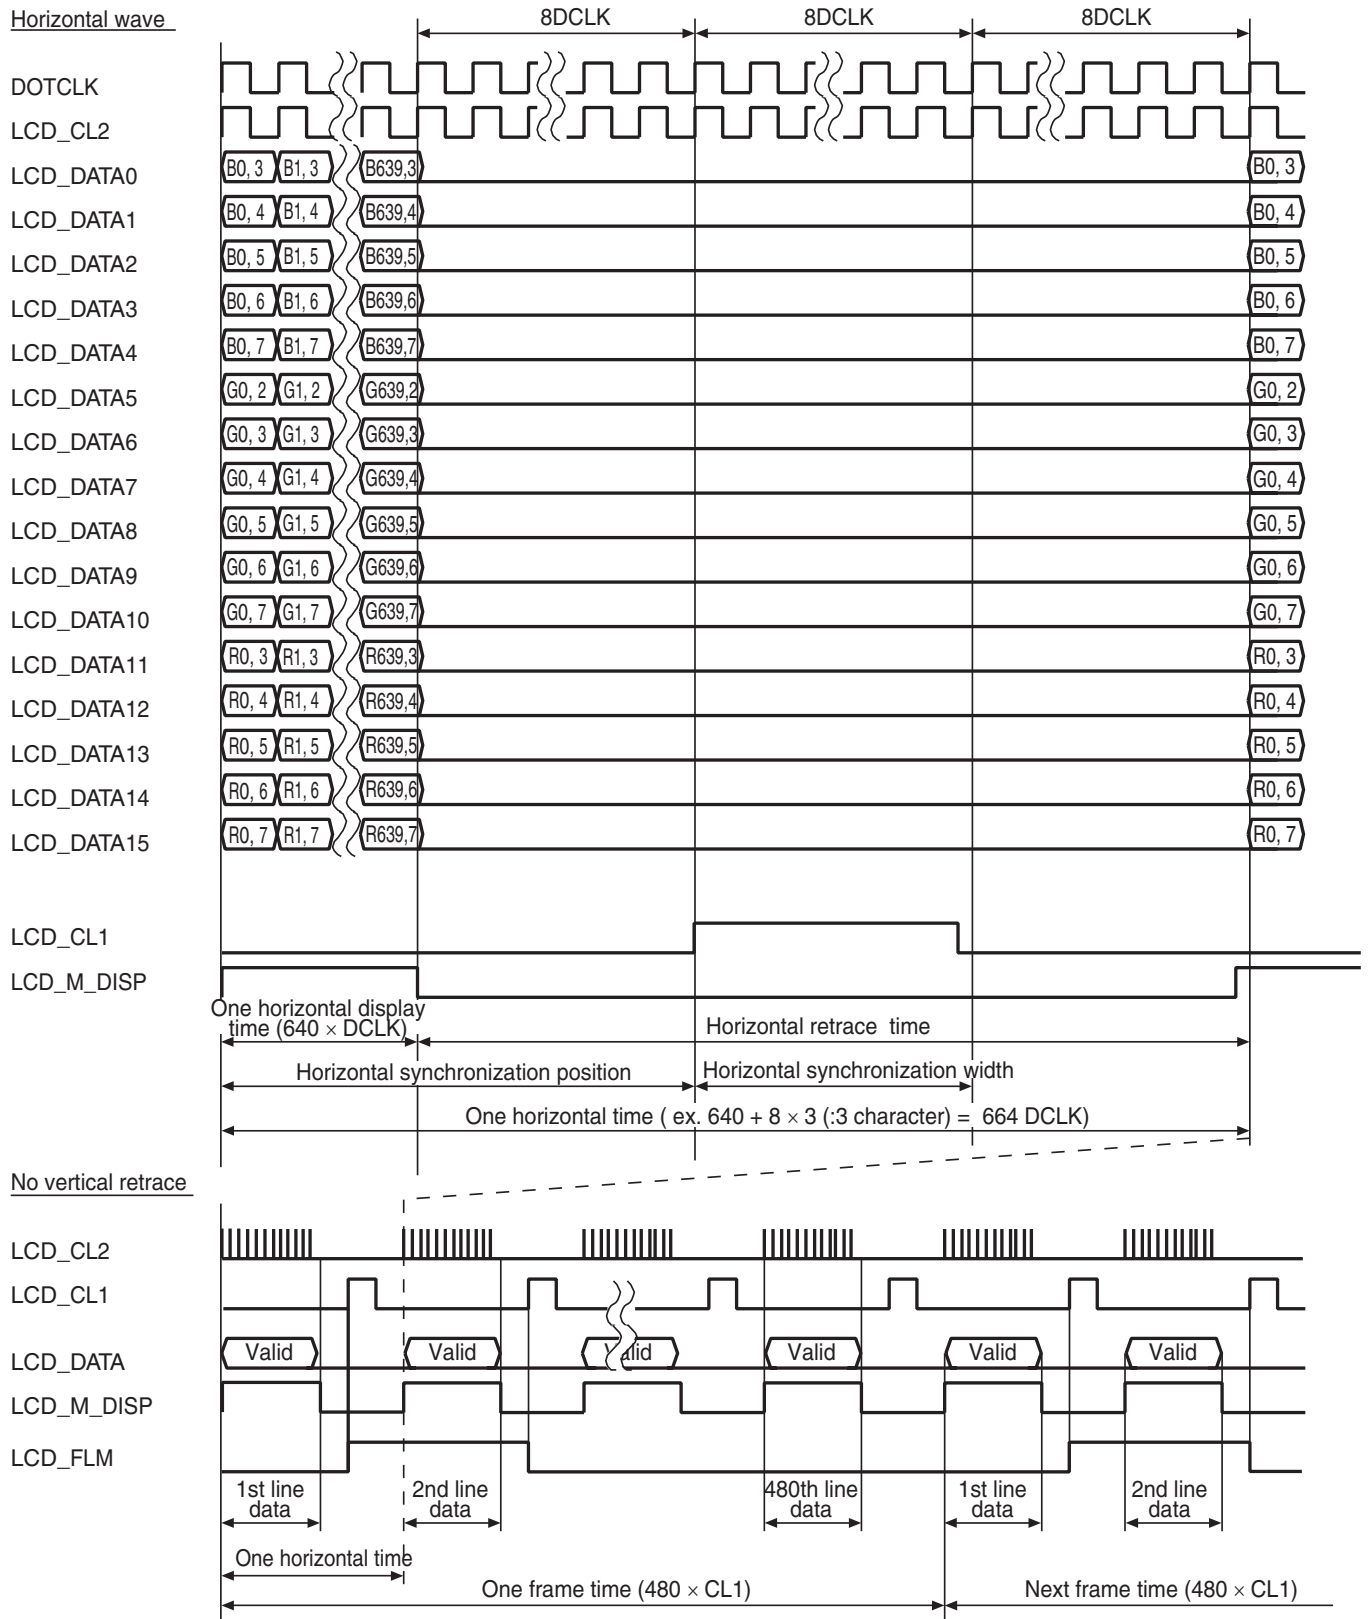 Horizontal wave
8DCLK 8DCLK 8DCLK
DOTCLK
LCD_CL2
LCD_DATA0 B0, 3 B1, 3 B639,3 B0, 3
LCD_DATA1 B0, 4 B1, 4 B639,4 B0, 4
LCD_DATA2 B0, 5 B1, 5 B639,5 B0, 5
LCD_DATA3 B0, 6 B1, 6 B639,6 B0, 6
LCD_DATA4 B0, 7 B1, 7 B639,7 B0, 7
LCD_DATA5 G0, 2 G1, 2 G639,2 G0, 2
LCD_DATA6 G0, 3 G1, 3 G639,3 G0, 3
LCD_DATA7 G0, 4 G1, 4 G639,4 G0, 4
LCD_DATA8 G0, 5 G1, 5 G639,5 G0, 5
LCD_DATA9 G0, 6 G1, 6 G639,6 G0, 6
LCD_DATA10 G0, 7 G1, 7 G639,7 G0, 7
LCD_DATA11 R0, 3 R1, 3 R639,3 R0, 3
LCD_DATA12 R0, 4 R1, 4 R639,4 R0, 4
LCD_DATA13 R0, 5 R1, 5 R639,5 R0, 5
LCD_DATA14 R0, 6 R1, 6 R639,6 R0, 6
LCD_DATA15 R0, 7 R1, 7 R639,7 R0, 7
LCD_CL1
LCD_M_DISP
One horizontal display
time (640 × DCLK)
Horizontal retrace time
Horizontal synchronization position
Horizontal synchronization width
One horizontal time ( ex. 640 + 8 × 3 (:3 character) = 664 DCLK)
No vertical retrace
LCD_CL2
LCD_CL1
LCD_DATA Valid Valid Valid Valid Valid Valid
LCD_M_DISP
LCD_FLM
1st line
data
2nd line
data
480th line
data
1st line
data
2nd line
data
One horizontal time
One frame time (480 × CL1)
Next frame time (480 × CL1)